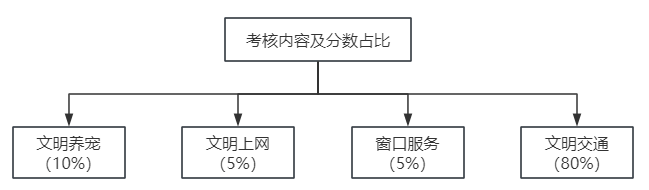 考核内容及分数占比
文明养宠
（10%）
文明上网
（5%）
窗口服务
（5%）
文明交通
（80%）